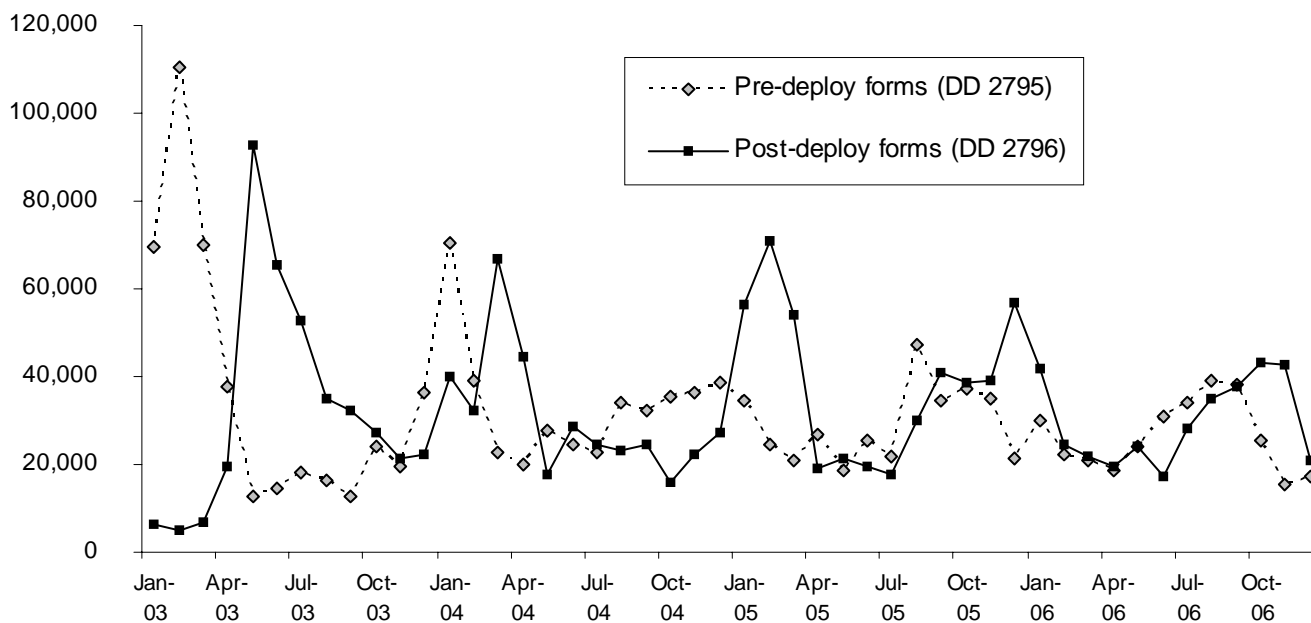 120,000
100,000
80,000
60,000
40,000
20,000
0
Pre-deploy forms (DD 2795)
Post-deploy forms (DD 2796)
Jan- Apr- Jul- Oct- Jan- Apr- Jul- Oct- Jan- Apr- Jul- Oct- Jan- Apr- Jul- Oct-
03 03 03 03 04 04 04 04 05 05 05 05 06 06 06 06